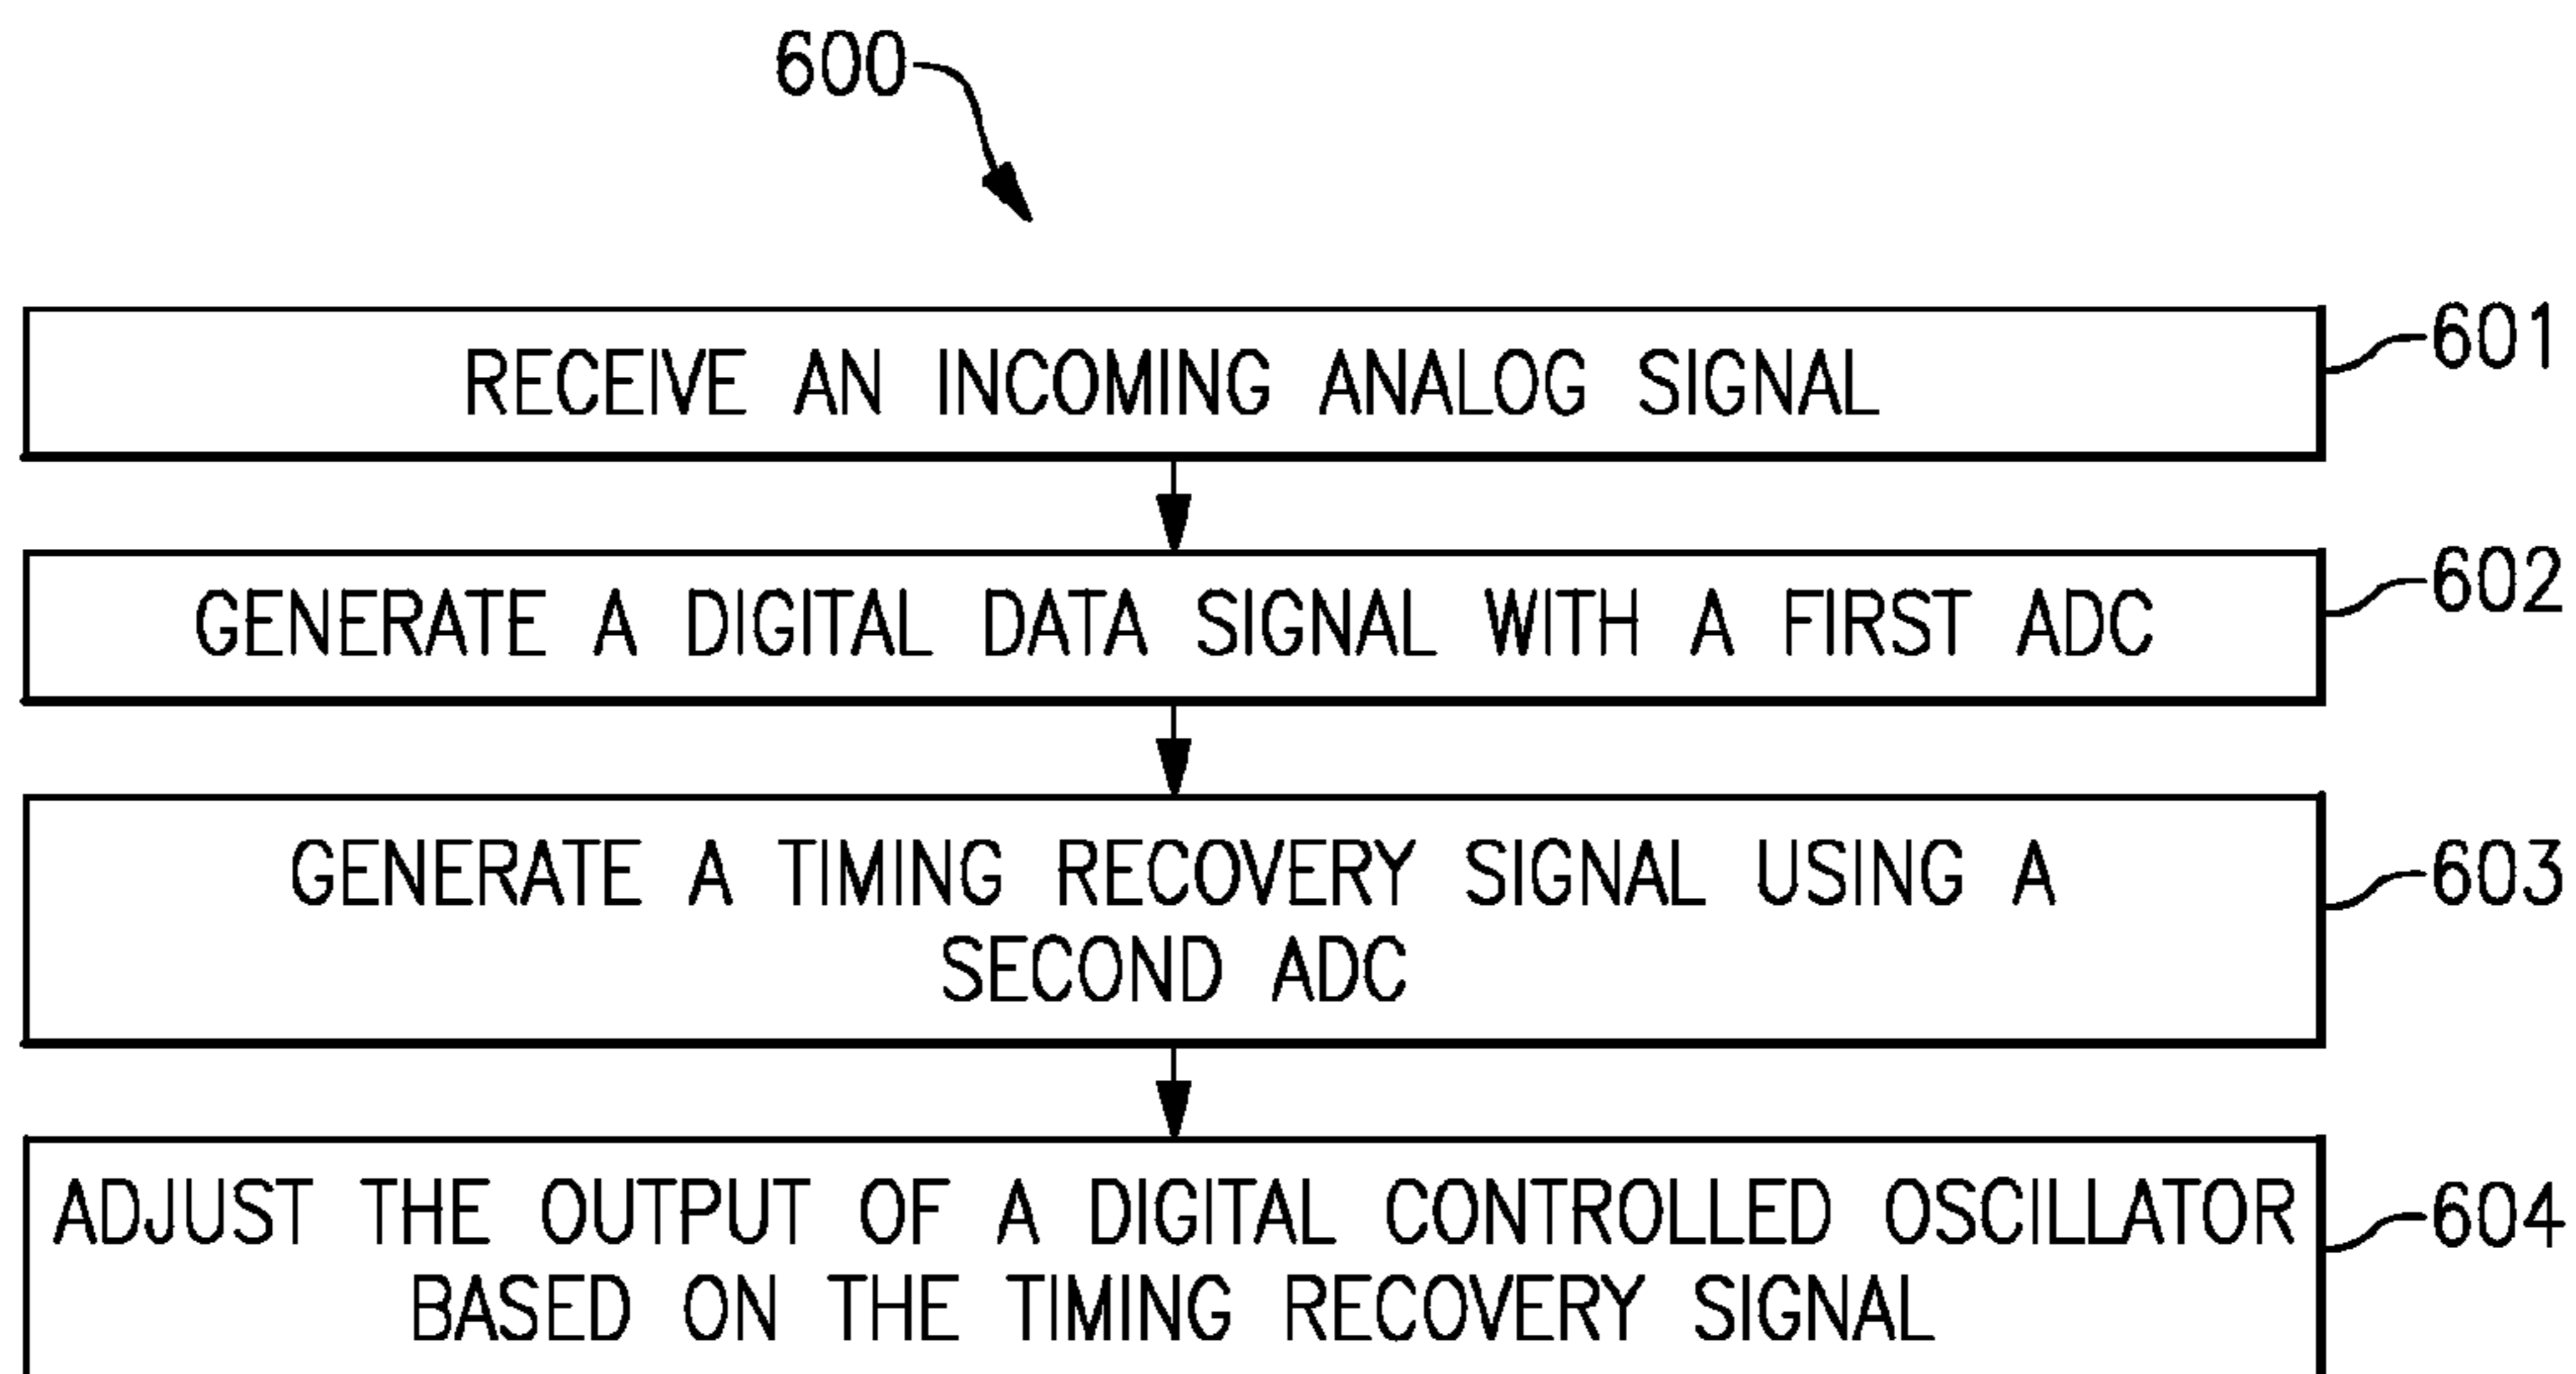 600
RECEIVE AN INCOMING ANALOG SIGNAL
601
GENERATE A DIGITAL DATA SIGNAL WITH A FIRST ADC
602
GENERATE A TIMING RECOVERY SIGNAL USING A
SECOND ADC
603
ADJUST THE OUTPUT OF A DIGITAL CONTROLLED OSCILLATOR
BASED ON THE TIMING RECOVERY SIGNAL
604